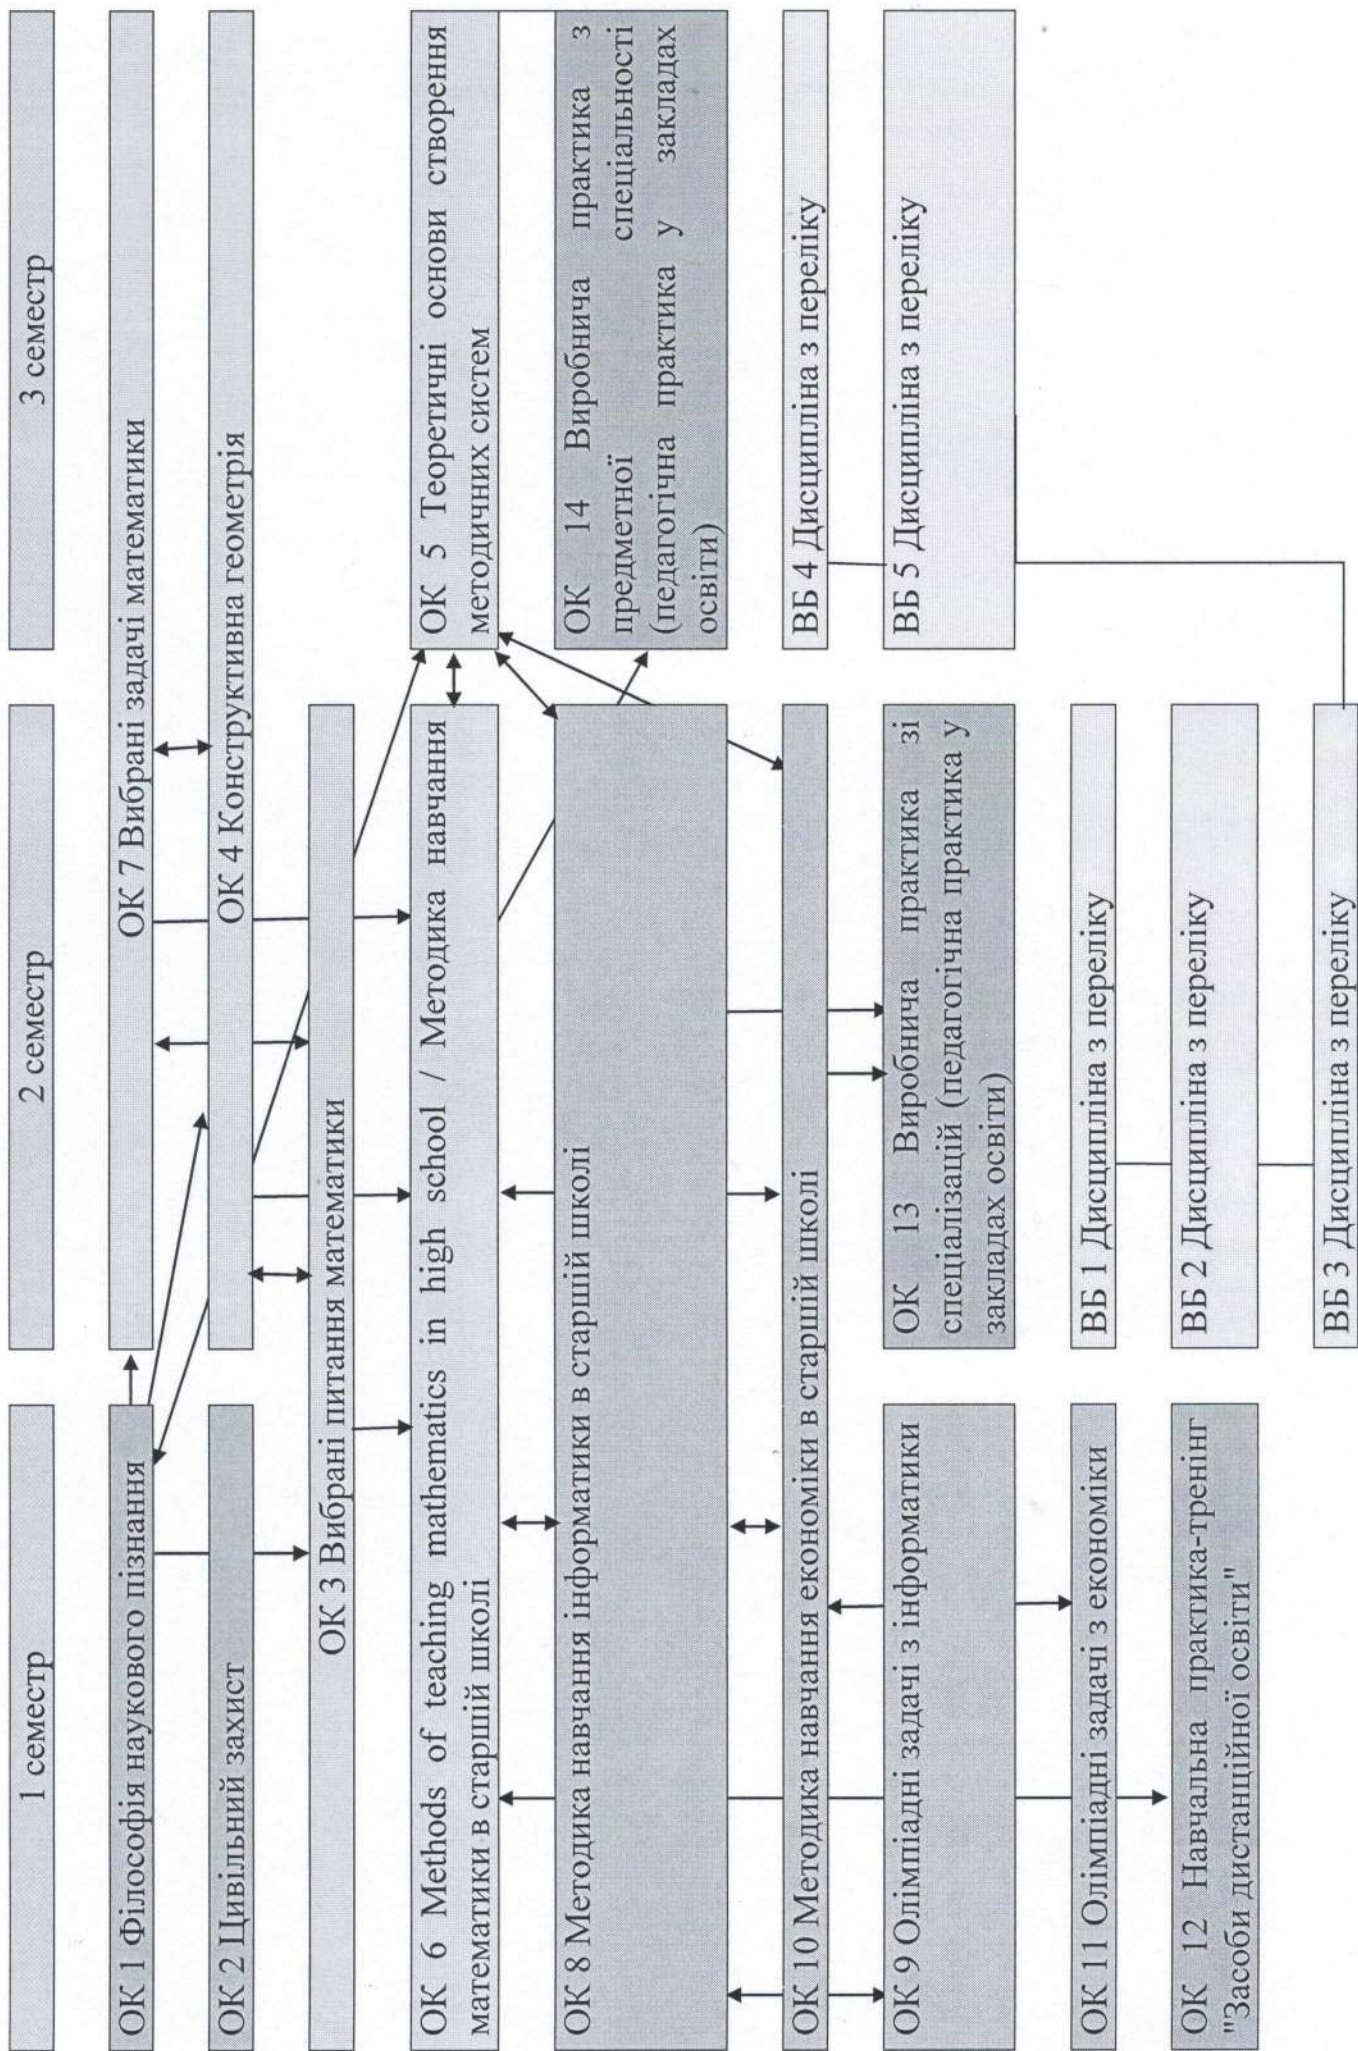 1 семестр
2 семестр
3 семестр
ОК 1 Філософія наукового пізнання
ОК 7 Вибрані задачі математики
ОК 2 Цивільний захист
ОК 4 Конструктивна геометрія
ОК 3 Вибрані питання математики
ОК 6 Methods of teaching mathematics in high school / Методика навчання
математики в старшій школі
ОК 5 Теоретичні основи створення
методичних систем
ОК 8 Методика навчання інформатики в старшій школі
ОК 14 Виробнича практика з
предметної спеціальності
(педагогічна практика у закладах
освіти)
ОК 10 Методика навчання економіки в старшій школі
ВБ 4 Дисципліна з переліку
ОК 9 Олімпіадні задачі з інформатики
ОК 13 Виробнича практика зі
спеціалізацій (педагогічна практика у
закладах освіти)
ВБ 5 Дисципліна з переліку
ОК 11 Олімпіадні задачі з економіки
ВБ 1 Дисципліна з переліку
ОК 12 Навчальна практика-тренінг
"Засоби дистанційної освіти"
ВБ 2 Дисципліна з переліку
ВБ 3 Дисципліна з переліку